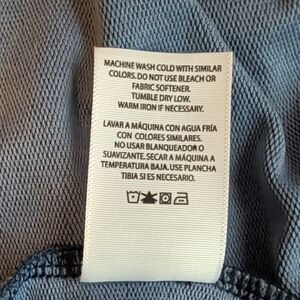 MACHINE WASH COLD WITH SIMILAR
COLORS. DO NOT USE BLEACH OR
FABRIC SOFTENER.
TUMBLE DRY LOW.
WARM IRON IF NECESSARY.
LAVAR A MÁQUINA CON AGUA FRÍA
CON COLORES SIMILARES.
NO USAR BLANQUEADOR O
SUAVIZANTE. SECAR A MÁQUINA A
TEMPERATURA BAJA. USE PLANCHA
TIBIA SI ES NECESARIO.